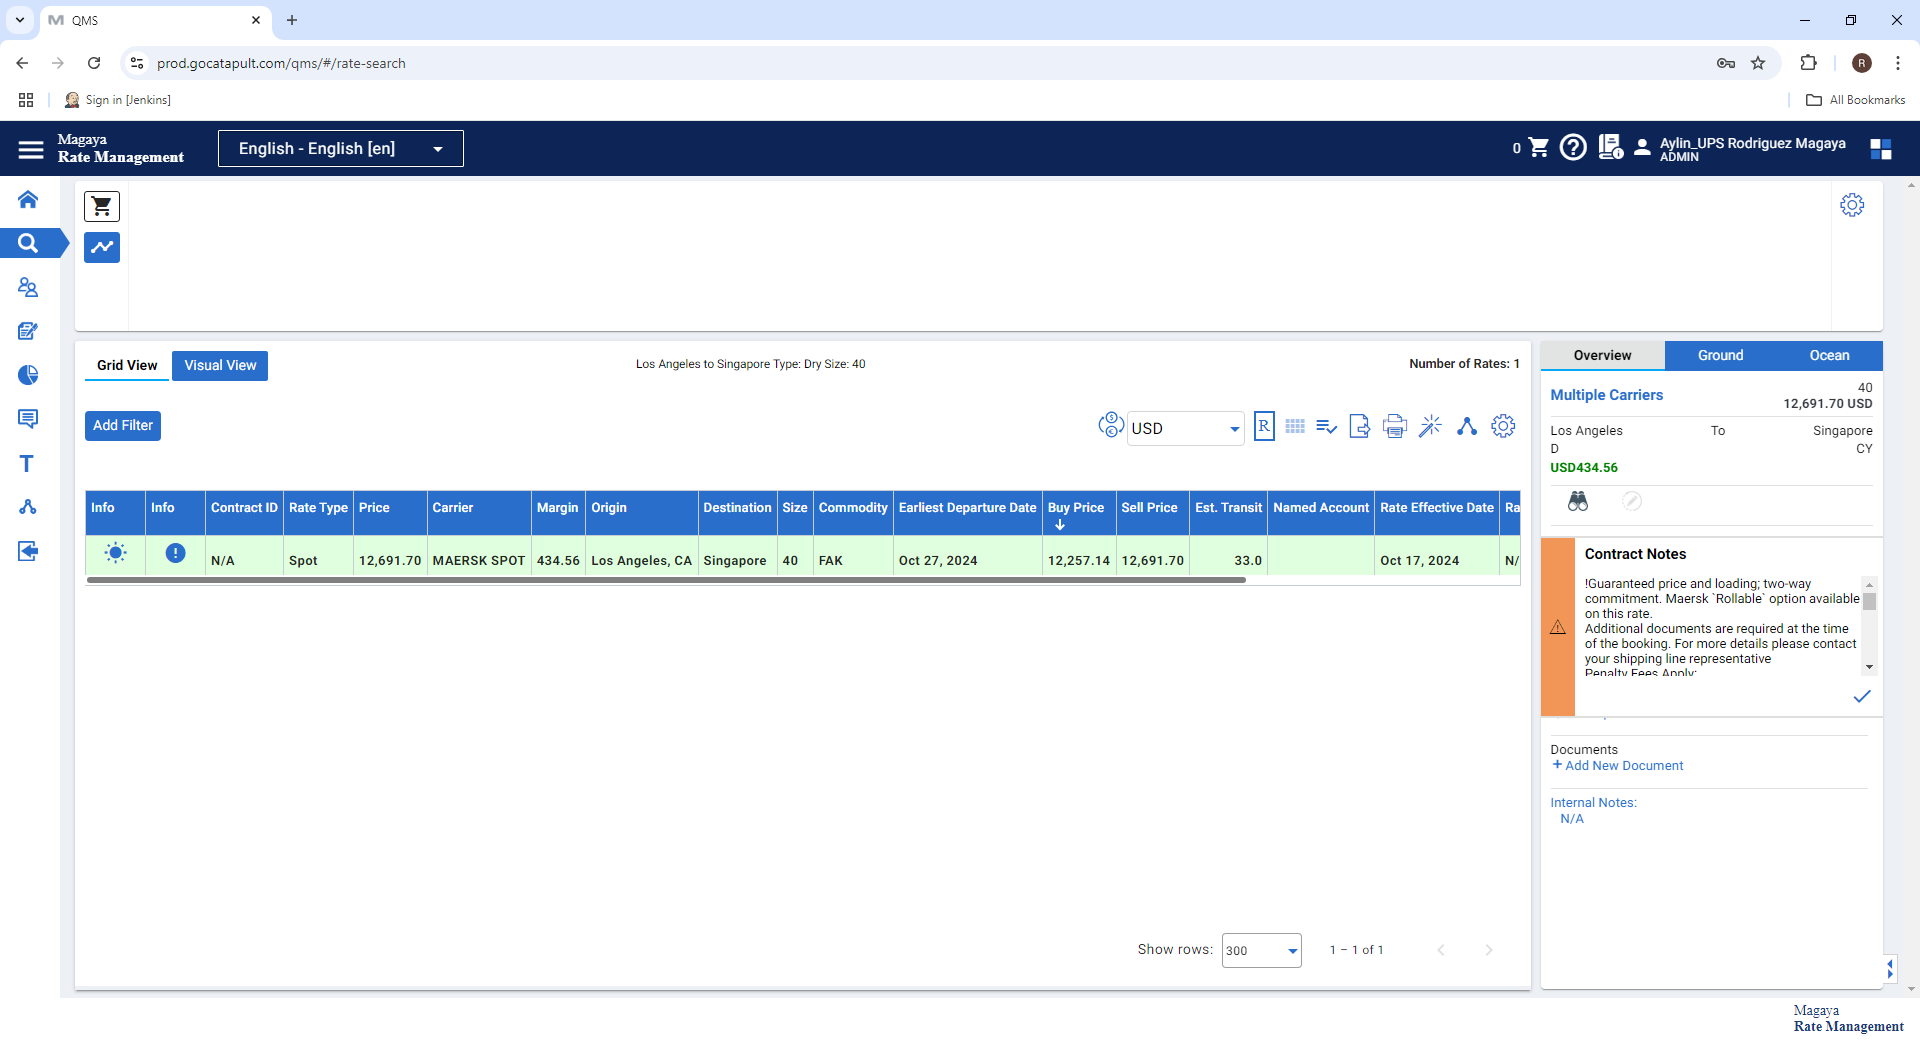 QMS
prod.gocatapult.com/qms/#/rate-search
R
Sign in [Jenkins]
All Bookmarks
Magaya
Rate Management
English - English [en]
0
Aylin_UPS Rodriguez Magaya
ADMIN
Grid View
Visual View
Los Angeles to Singapore Type: Dry Size: 40
Number of Rates: 1
Add Filter
USD
R
Info Info Contract ID Rate Type Price Carrier Margin Origin Destination Size Commodity Earliest Departure Date Buy Price Sell Price Est. Transit Named Account Rate Effective Date Ra
N/A Spot 12,691.70 MAERSK SPOT 434.56 Los Angeles, CA Singapore 40 FAK Oct 27, 2024 12,257.14 12,691.70 33.0 Oct 17, 2024 N/
Show rows: 300 1 – 1 of 1
Overview Ground Ocean
Multiple Carriers
40
12,691.70 USD
Los Angeles To Singapore
D CY
USD434.56
Contract Notes
!Guaranteed price and loading; two-way
commitment. Maersk `Rollable` option available
on this rate.
Additional documents are required at the time
of the booking. For more details please contact
your shipping line representative
Penalty Fees Apply:
Documents
+ Add New Document
Internal Notes:
N/A
Magaya
Rate Management